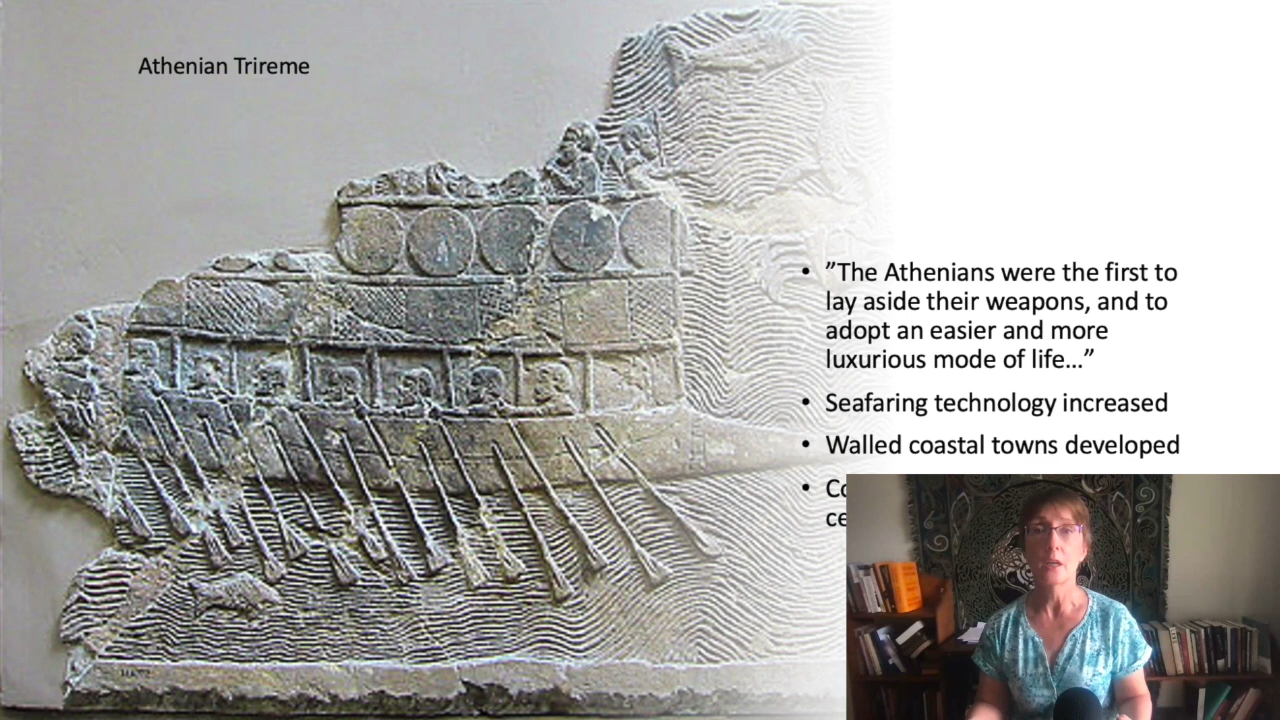 Athenian Trireme
• ”The Athenians were the first to
lay aside their weapons, and to
adopt an easier and more
luxurious mode of life…”
• Seafaring technology increased
• Walled coastal towns developed